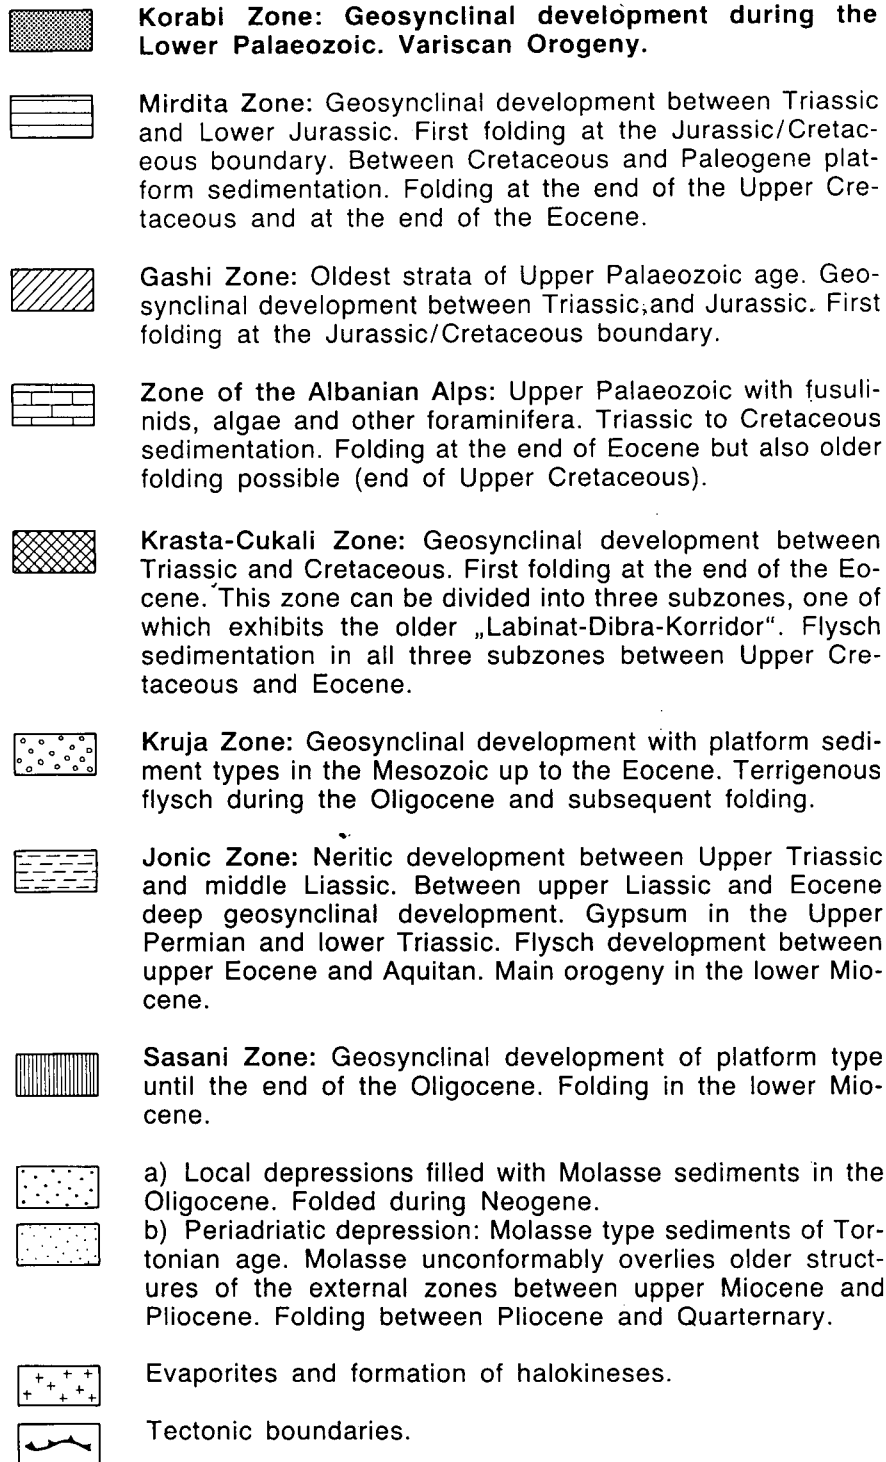 Korabi Zone: Geosynclinal development during the
Lower Palaeozoic. Variscan Orogeny.
Mirdita Zone: Geosynclinal development between Triassic
and Lower Jurassic. First folding at the Jurassic/Cretac-
eous boundary. Between Cretaceous and Paleogene plat-
form sedimentation. Folding at the end of the Upper Cre-
taceous and at the end of the Eocene.
Gashi Zone: Oldest strata of Upper Palaeozoic age. Geo-
synclinal development between Triassic and Jurassic. First
folding at the Jurassic/Cretaceous boundary.
Zone of the Albanian Alps: Upper Palaeozoic with fusuli-
nids, algae and other foraminifera. Triassic to Cretaceous
sedimentation. Folding at the end of Eocene but also older
folding possible (end of Upper Cretaceous).
Krasta-Cukali Zone: Geosynclinal development between
Triassic and Cretaceous. First folding at the end of the Eo-
cene. This zone can be divided into three subzones, one of
which exhibits the older „Labinat-Dibra-Korridor“. Flysch
sedimentation in all three subzones between Upper Cre-
taceous and Eocene.
Kruja Zone: Geosynclinal development with platform sedi-
ment types in the Mesozoic up to the Eocene. Terrigenous
flysch during the Oligocene and subsequent folding.
Jonic Zone: Neritic development between Upper Triassic
and middle Liassic. Between upper Liassic and Eocene
deep geosynclinal development. Gypsum in the Upper
Permian and lower Triassic. Flysch development between
upper Eocene and Aquitan. Main orogeny in the lower Mio-
cene.
Sasani Zone: Geosynclinal development of platform type
until the end of the Oligocene. Folding in the lower Mio-
cene.
a) Local depressions filled with Molasse sediments in the
Oligocene. Folded during Neogene.
b) Periadriatic depression: Molasse type sediments of Tor-
tonian age. Molasse unconformably overlies older struct-
ures of the external zones between upper Miocene and
Pliocene. Folding between Pliocene and Quarternary.
Evaporites and formation of halokineses.
Tectonic boundaries.